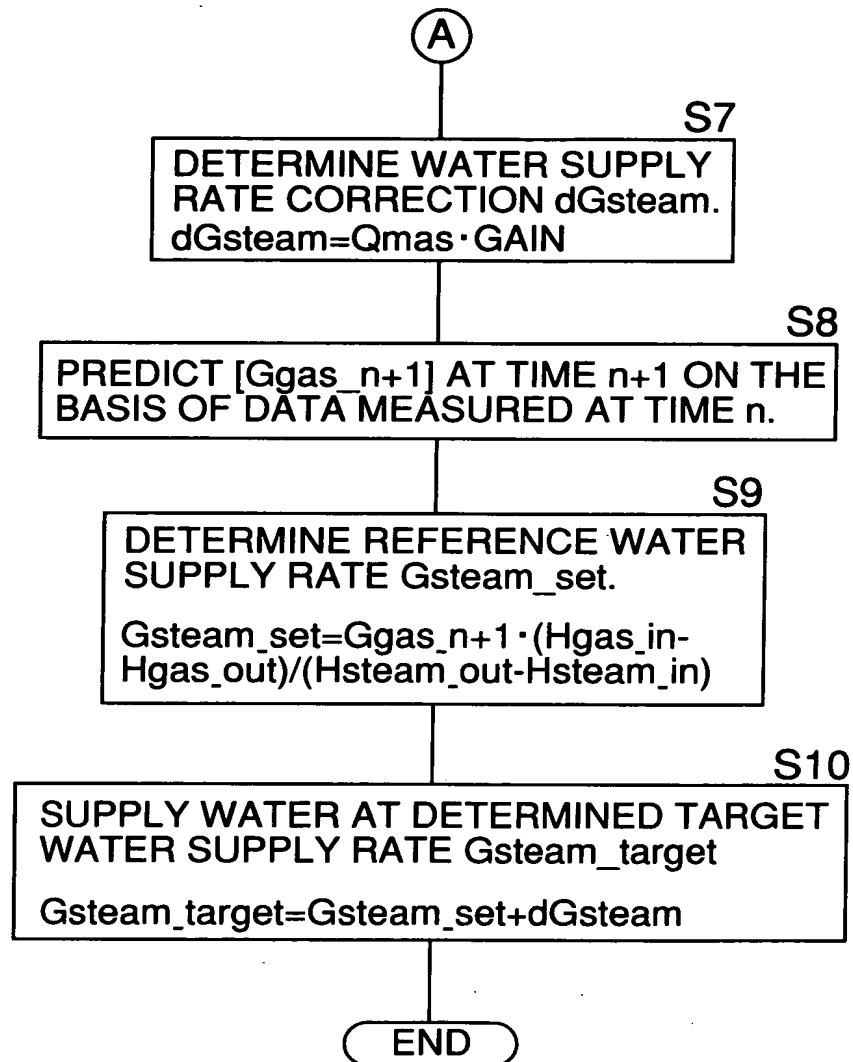 A
S7
DETERMINE WATER SUPPLY
RATE CORRECTION dGsteam.
dGsteam=Qmas·GAIN
S8
PREDICT [Ggas_n+1] AT TIME n+1 ON THE
BASIS OF DATA MEASURED AT TIME n.
S9
DETERMINE REFERENCE WATER
SUPPLY RATE Gsteam_set.
Gsteam_set=Ggas_n+1·(Hgas_in-
Hgas_out)/(Hsteam_out-Hsteam_in)
S10
SUPPLY WATER AT DETERMINED TARGET
WATER SUPPLY RATE Gsteam_target
Gsteam_target=Gsteam_set+dGsteam
END